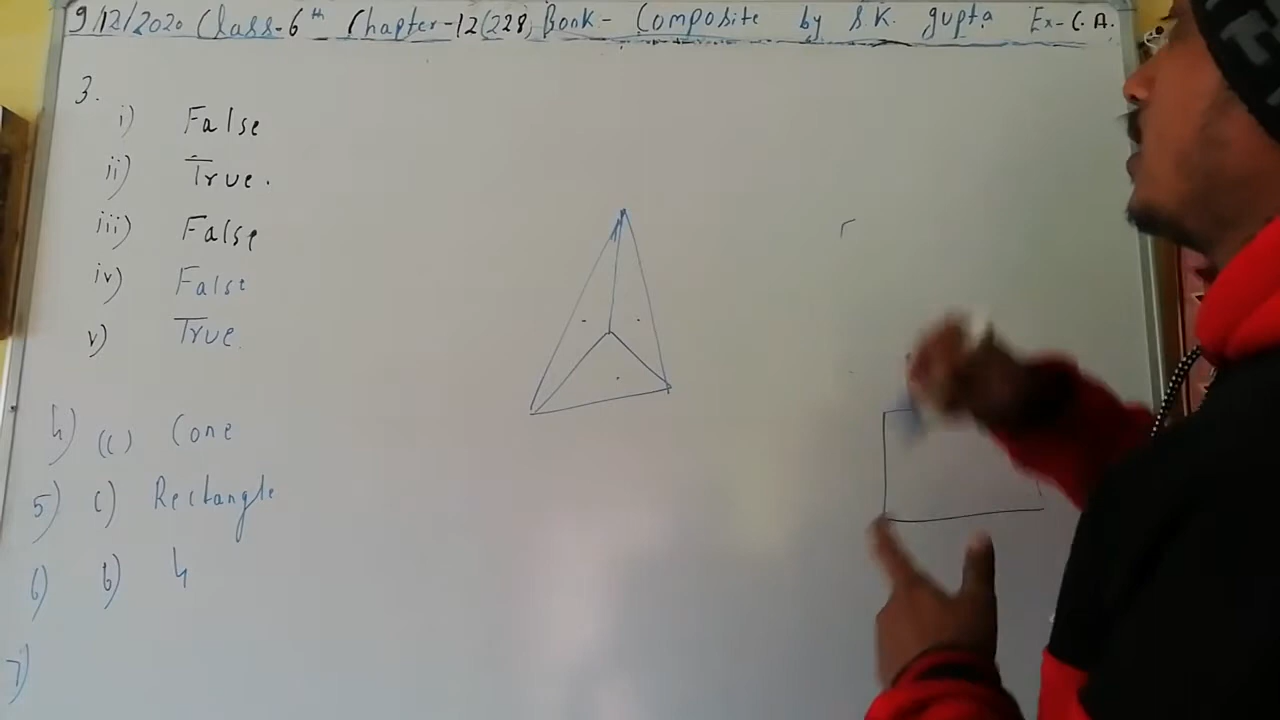 9/12/2020 Class-6th Chapter-12(228) Book- Composite by S.K. gupta Ex-C.A.
3.
i) False
ii) True.
iii) False
iv) False
v) True.
4) (c) Cone
5) c) Rectangle
6) b) 4
7)